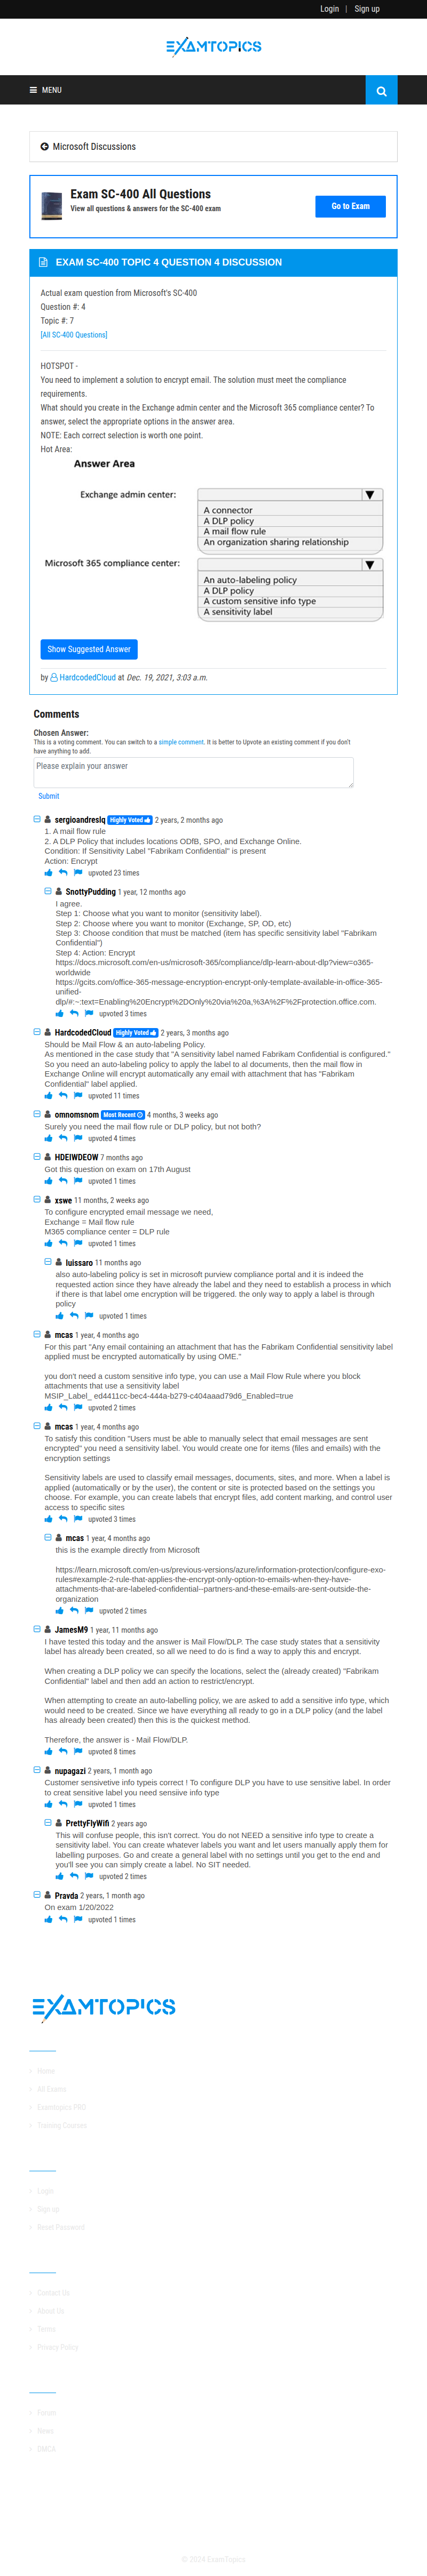 Login | Sign up
EXAMTOPICS
MENU
Microsoft Discussions
Exam SC-400 All Questions
View all questions & answers for the SC-400 exam
Go to Exam
EXAM SC-400 TOPIC 4 QUESTION 4 DISCUSSION
Actual exam question from Microsoft's SC-400
Question #: 4
Topic #: 7
[All SC-400 Questions]
HOTSPOT -
You need to implement a solution to encrypt email. The solution must meet the compliance
requirements.
What should you create in the Exchange admin center and the Microsoft 365 compliance center? To
answer, select the appropriate options in the answer area.
NOTE: Each correct selection is worth one point.
Hot Area:
Answer Area
Exchange admin center:
A connector
A DLP policy
A mail flow rule
An organization sharing relationship
Microsoft 365 compliance center:
An auto-labeling policy
A DLP policy
A custom sensitive info type
A sensitivity label
Show Suggested Answer
by HardcodedCloud at Dec. 19, 2021, 3:03 a.m.
Comments
Chosen Answer:
This is a voting comment. You can switch to a simple comment. It is better to Upvote an existing comment if you don't
have anything to add.
Please explain your answer
Submit
sergioandreslq Highly Voted 2 years, 2 months ago
1. A mail flow rule
2. A DLP Policy that includes locations ODfB, SPO, and Exchange Online.
Condition: If Sensitivity Label "Fabrikam Confidential" is present
Action: Encrypt
upvoted 23 times
SnottyPudding 1 year, 12 months ago
I agree.
Step 1: Choose what you want to monitor (sensitivity label).
Step 2: Choose where you want to monitor (Exchange, SP, OD, etc)
Step 3: Choose condition that must be matched (item has specific sensitivity label "Fabrikam
Confidential")
Step 4: Action: Encrypt
https://docs.microsoft.com/en-us/microsoft-365/compliance/dlp-learn-about-dlp?view=o365-
worldwide
https://gcits.com/office-365-message-encryption-encrypt-only-template-available-in-office-365-
unified-
dlp/#:~:text=Enabling%20Encrypt%2DOnly%20via%20a,%3A%2F%2Fprotection.office.com.
upvoted 3 times
HardcodedCloud Highly Voted 2 years, 3 months ago
Should be Mail Flow & an auto-labeling Policy.
As mentioned in the case study that "A sensitivity label named Fabrikam Confidential is configured."
So you need an auto-labeling policy to apply the label to al documents, then the mail flow in
Exchange Online will encrypt automatically any email with attachment that has "Fabrikam
Confidential" label applied.
upvoted 11 times
omnomsnom Most Recent 4 months, 3 weeks ago
Surely you need the mail flow rule or DLP policy, but not both?
upvoted 4 times
HDEIWDEOW 7 months ago
Got this question on exam on 17th August
upvoted 1 times
xswe 11 months, 2 weeks ago
To configure encrypted email message we need,
Exchange = Mail flow rule
M365 compliance center = DLP rule
upvoted 1 times
luissaro 11 months ago
also auto-labeling policy is set in microsoft purview compliance portal and it is indeed the
requested action since they have already the label and they need to establish a process in which
if there is that label ome encryption will be triggered. the only way to apply a label is through
policy
upvoted 1 times
mcas 1 year, 4 months ago
For this part "Any email containing an attachment that has the Fabrikam Confidential sensitivity label
applied must be encrypted automatically by using OME."
you don't need a custom sensitive info type, you can use a Mail Flow Rule where you block
attachments that use a sensitivity label
MSIP_Label_ ed4411cc-bec4-444a-b279-c404aaad79d6_Enabled=true
upvoted 2 times
mcas 1 year, 4 months ago
To satisfy this condition "Users must be able to manually select that email messages are sent
encrypted" you need a sensitivity label. You would create one for items (files and emails) with the
encryption settings
Sensitivity labels are used to classify email messages, documents, sites, and more. When a label is
applied (automatically or by the user), the content or site is protected based on the settings you
choose. For example, you can create labels that encrypt files, add content marking, and control user
access to specific sites
upvoted 3 times
mcas 1 year, 4 months ago
this is the example directly from Microsoft
https://learn.microsoft.com/en-us/previous-versions/azure/information-protection/configure-exo-
rules#example-2-rule-that-applies-the-encrypt-only-option-to-emails-when-they-have-
attachments-that-are-labeled-confidential--partners-and-these-emails-are-sent-outside-the-
organization
upvoted 2 times
JamesM9 1 year, 11 months ago
I have tested this today and the answer is Mail Flow/DLP. The case study states that a sensitivity
label has already been created, so all we need to do is find a way to apply this and encrypt.
When creating a DLP policy we can specify the locations, select the (already created) "Fabrikam
Confidential" label and then add an action to restrict/encrypt.
When attempting to create an auto-labelling policy, we are asked to add a sensitive info type, which
would need to be created. Since we have everything all ready to go in a DLP policy (and the label
has already been created) then this is the quickest method.
Therefore, the answer is - Mail Flow/DLP.
upvoted 8 times
nupagazi 2 years, 1 month ago
Customer sensisvetive info typeis correct ! To configure DLP you have to use sensitive label. In order
to creat sensitive label you need senssiive info type
upvoted 1 times
PrettyFlyWifi 2 years ago
This will confuse people, this isn't correct. You do not NEED a sensitive info type to create a
sensitivity label. You can create whatever labels you want and let users manually apply them for
labelling purposes. Go and create a general label with no settings until you get to the end and
you'll see you can simply create a label. No SIT needed.
upvoted 2 times
Pravda 2 years, 1 month ago
On exam 1/20/2022
upvoted 1 times
EXAMTOPICS
Home
All Exams
Examtopics PRO
Training Courses
Login
Sign up
Reset Password
Contact Us
About Us
Terms
Privacy Policy
Forum
News
DMCA
© 2024 ExamTopics